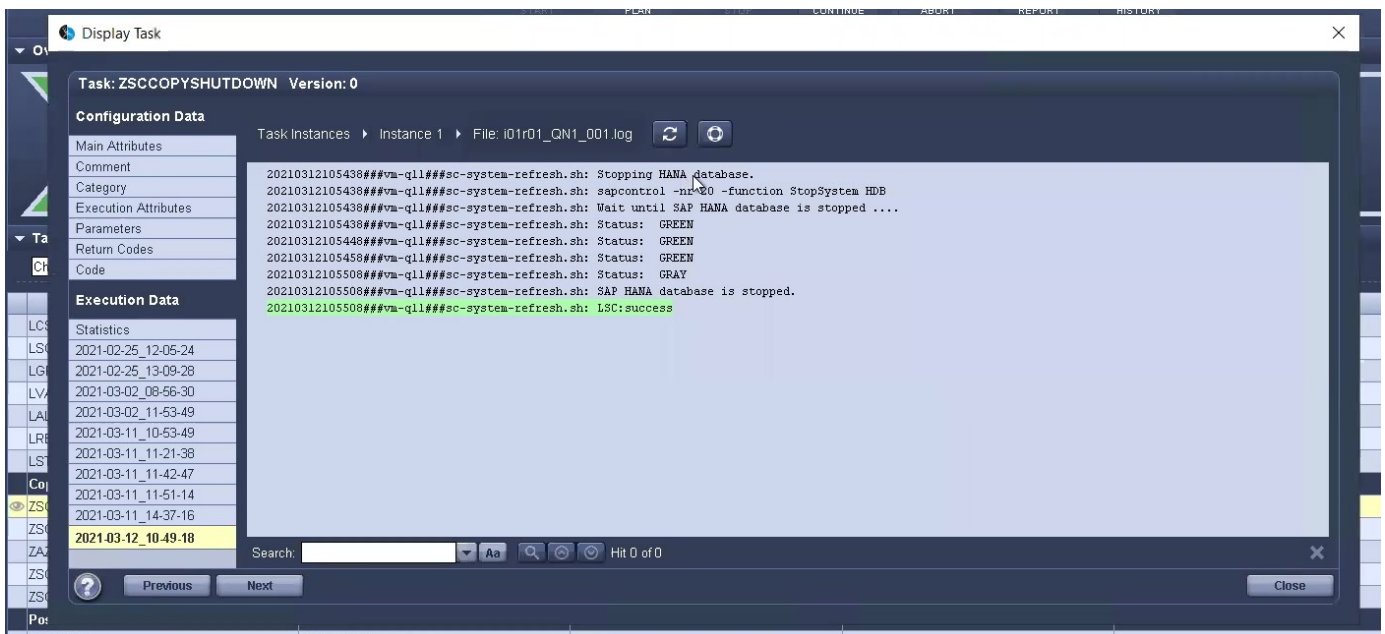 START PLAN STOP CONTINUE ABORT REPORT HISTORY
Display Task
Task: ZSCCOPYSHUTDOWN Version: 0
Configuration Data
Main Attributes
Comment
Category
Execution Attributes
Parameters
Return Codes
Code
Execution Data
Statistics
2021-02-25_12-05-24
2021-02-25_13-09-28
2021-03-02_08-56-30
2021-03-02_11-53-49
2021-03-11_10-53-49
2021-03-11_11-21-38
2021-03-11_11-42-47
2021-03-11_11-51-14
2021-03-11_14-37-16
2021-03-12_10-49-18
Task Instances Instance 1 File: i01r01_QN1_001.log
20210312105438###vm-ql1###sc-system-refresh.sh: Stopping HANA database.
20210312105438###vm-ql1###sc-system-refresh.sh: sapcontrol -nr 20 -function StopSystem HDB
20210312105438###vm-ql1###sc-system-refresh.sh: Wait until SAP HANA database is stopped ....
20210312105438###vm-ql1###sc-system-refresh.sh: Status: GREEN
20210312105448###vm-ql1###sc-system-refresh.sh: Status: GREEN
20210312105458###vm-ql1###sc-system-refresh.sh: Status: GREEN
20210312105508###vm-ql1###sc-system-refresh.sh: Status: GRAY
20210312105508###vm-ql1###sc-system-refresh.sh: SAP HANA database is stopped.
20210312105508###vm-ql1###sc-system-refresh.sh: LSC:success
Search: Aa Hit 0 of 0
? Previous Next Close